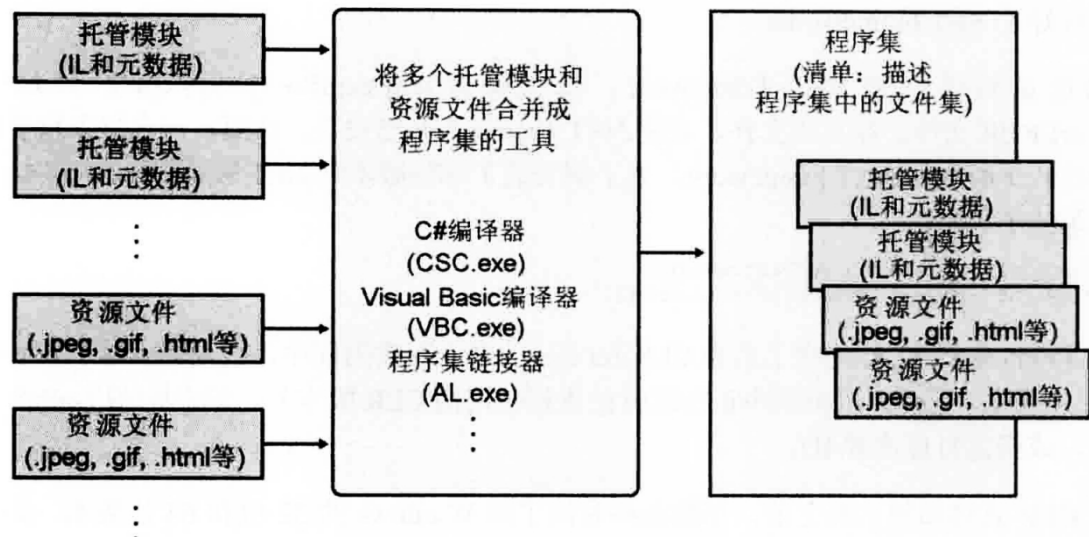 托管模块
(IL和元数据)
托管模块
(IL和元数据)
资源文件
(.jpeg, .gif, .html等)
资源文件
(.jpeg, .gif, .html等)
将多个托管模块和
资源文件合并成
程序集的工具
C#编译器
(CSC.exe)
Visual Basic编译器
(VBC.exe)
程序集链接器
(AL.exe)
程序集
(清单：描述
程序集中的文件集)
托管模块
(IL和元数据)
托管模块
(IL和元数据)
资源文件
(.jpeg, .gif, .html等)
资源文件
(.jpeg, .gif, .html等)